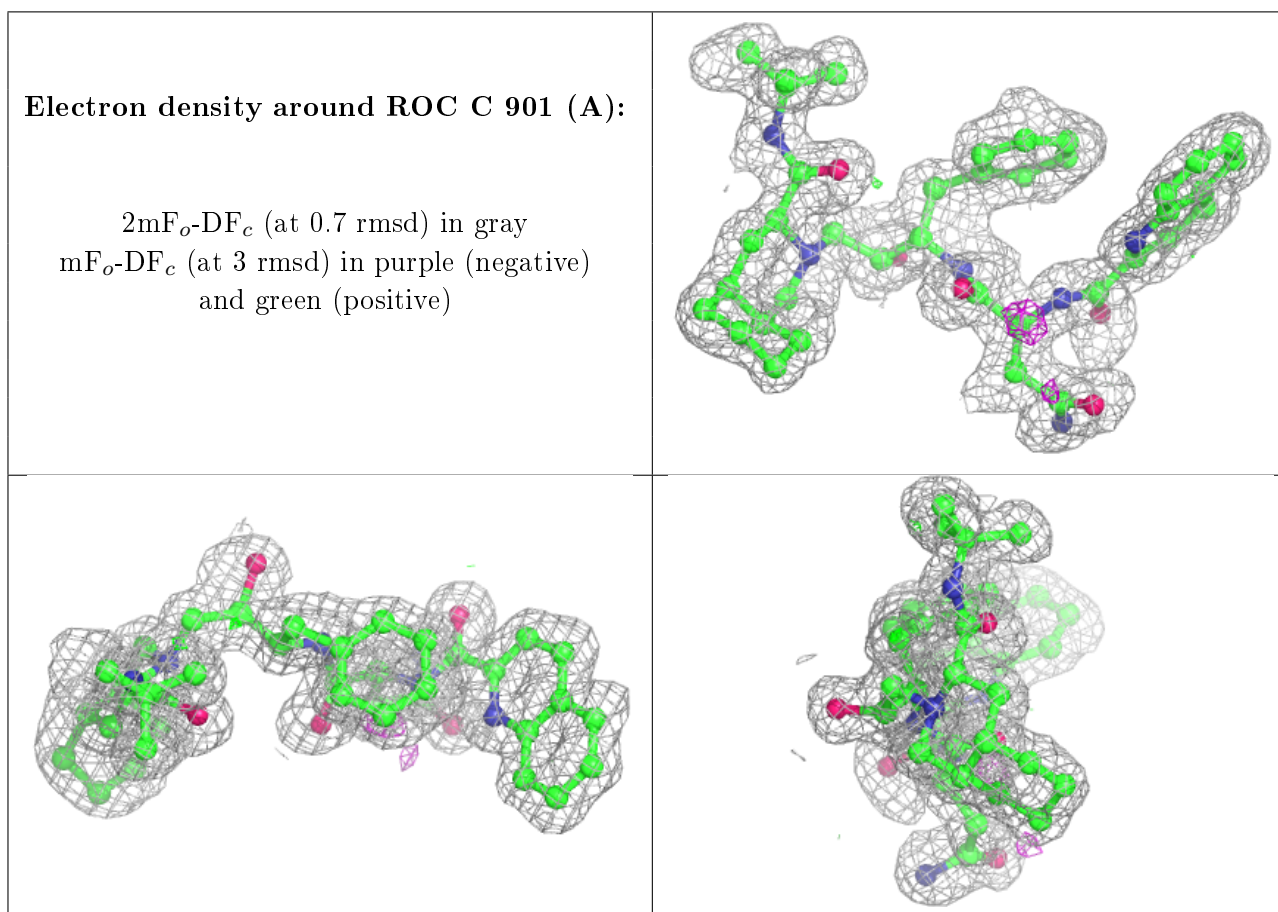 Electron density around ROC C 901 (A):
2mFₒ-DF𝒸 (at 0.7 rmsd) in gray
mFₒ-DF𝒸 (at 3 rmsd) in purple (negative)
and green (positive)